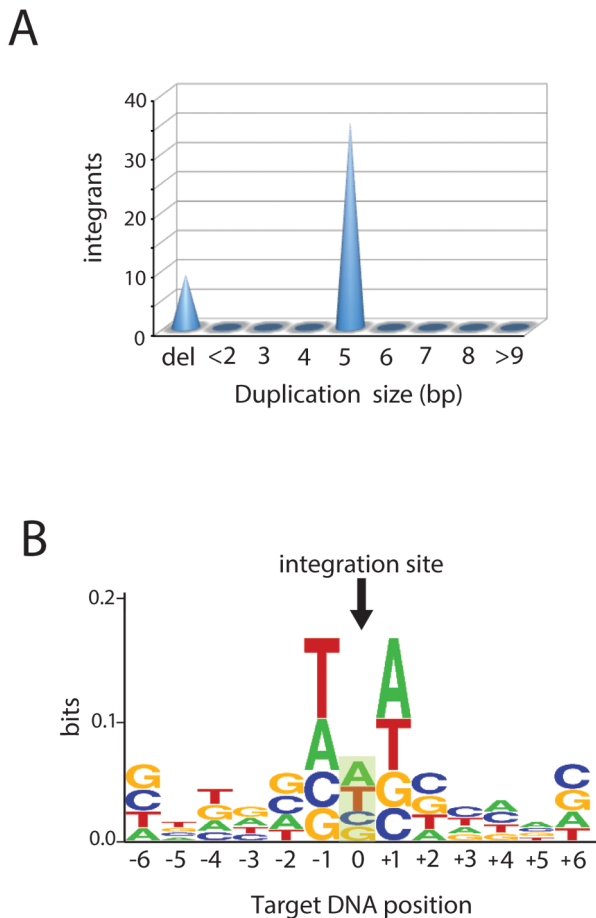 A
40
30
20
10
0
integrants
del <2 3 4 5 6 7 8 >9
Duplication size (bp)
B
integration site
0.2
0.1
0.0
bits
G C T A
T G C A
T G A C
G A T C
G C A T
T A C G
A T C G
A T G C
C G T A
C T A G
A C T G
A C G T
C G A T
-6 -5 -4 -3 -2 -1 0 +1 +2 +3 +4 +5 +6
Target DNA position